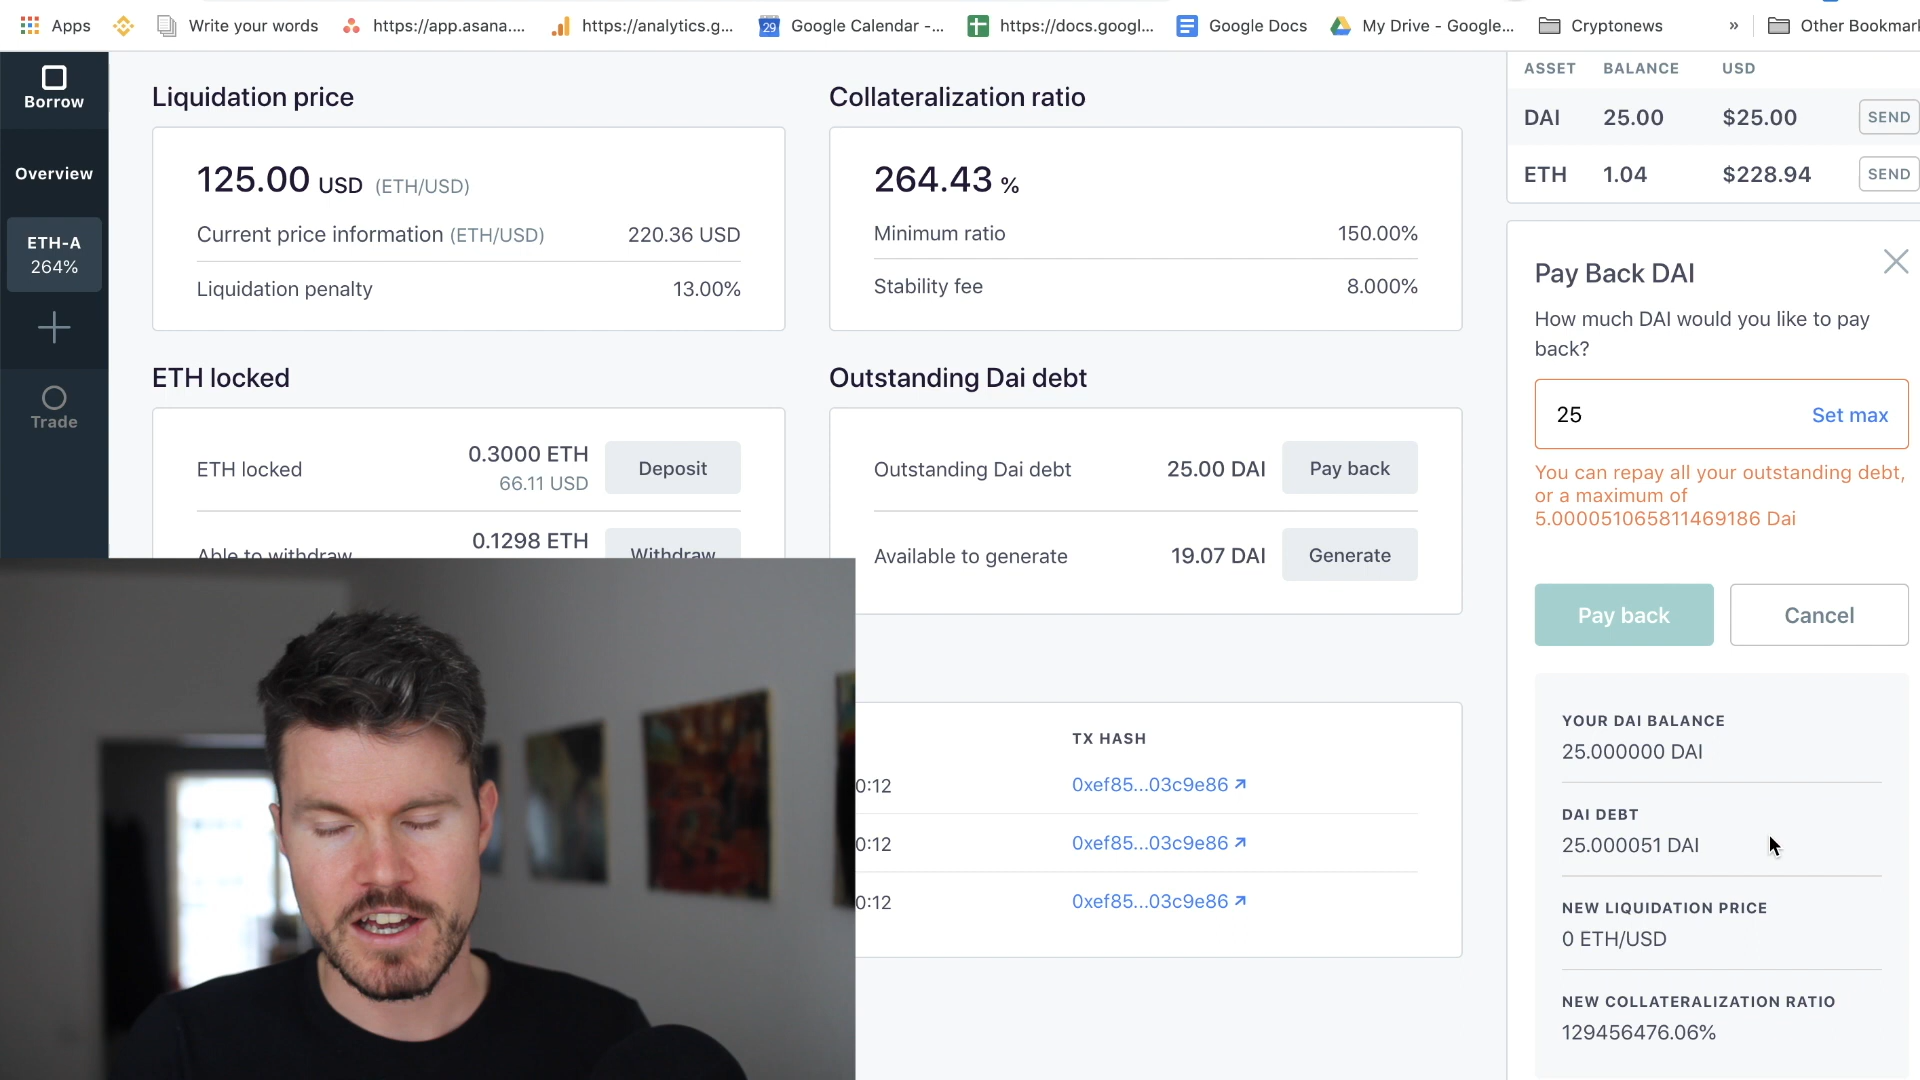 Apps
Write your words
https://app.asana....
https://analytics.g...
29
Google Calendar -...
https://docs.googl...
Google Docs
My Drive - Google...
Cryptonews
»
Other Bookmark
Borrow
Overview
ETH-A
264%
Trade
Liquidation price
125.00 USD (ETH/USD)
Current price information (ETH/USD) 220.36 USD
Liquidation penalty 13.00%
Collateralization ratio
264.43 %
Minimum ratio 150.00%
Stability fee 8.000%
ETH locked
ETH locked 0.3000 ETH Deposit
66.11 USD
Able to withdraw 0.1298 ETH Withdraw
Outstanding Dai debt
Outstanding Dai debt 25.00 DAI Pay back
Available to generate 19.07 DAI Generate
TX HASH
0:12 0xef85...03c9e86
0:12 0xef85...03c9e86
0:12 0xef85...03c9e86
ASSET BALANCE USD
DAI 25.00 $25.00 SEND
ETH 1.04 $228.94 SEND
Pay Back DAI
How much DAI would you like to pay
back?
25 Set max
You can repay all your outstanding debt,
or a maximum of
5.000051065811469186 Dai
Pay back Cancel
YOUR DAI BALANCE
25.000000 DAI
DAI DEBT
25.000051 DAI
NEW LIQUIDATION PRICE
0 ETH/USD
NEW COLLATERALIZATION RATIO
129456476.06%